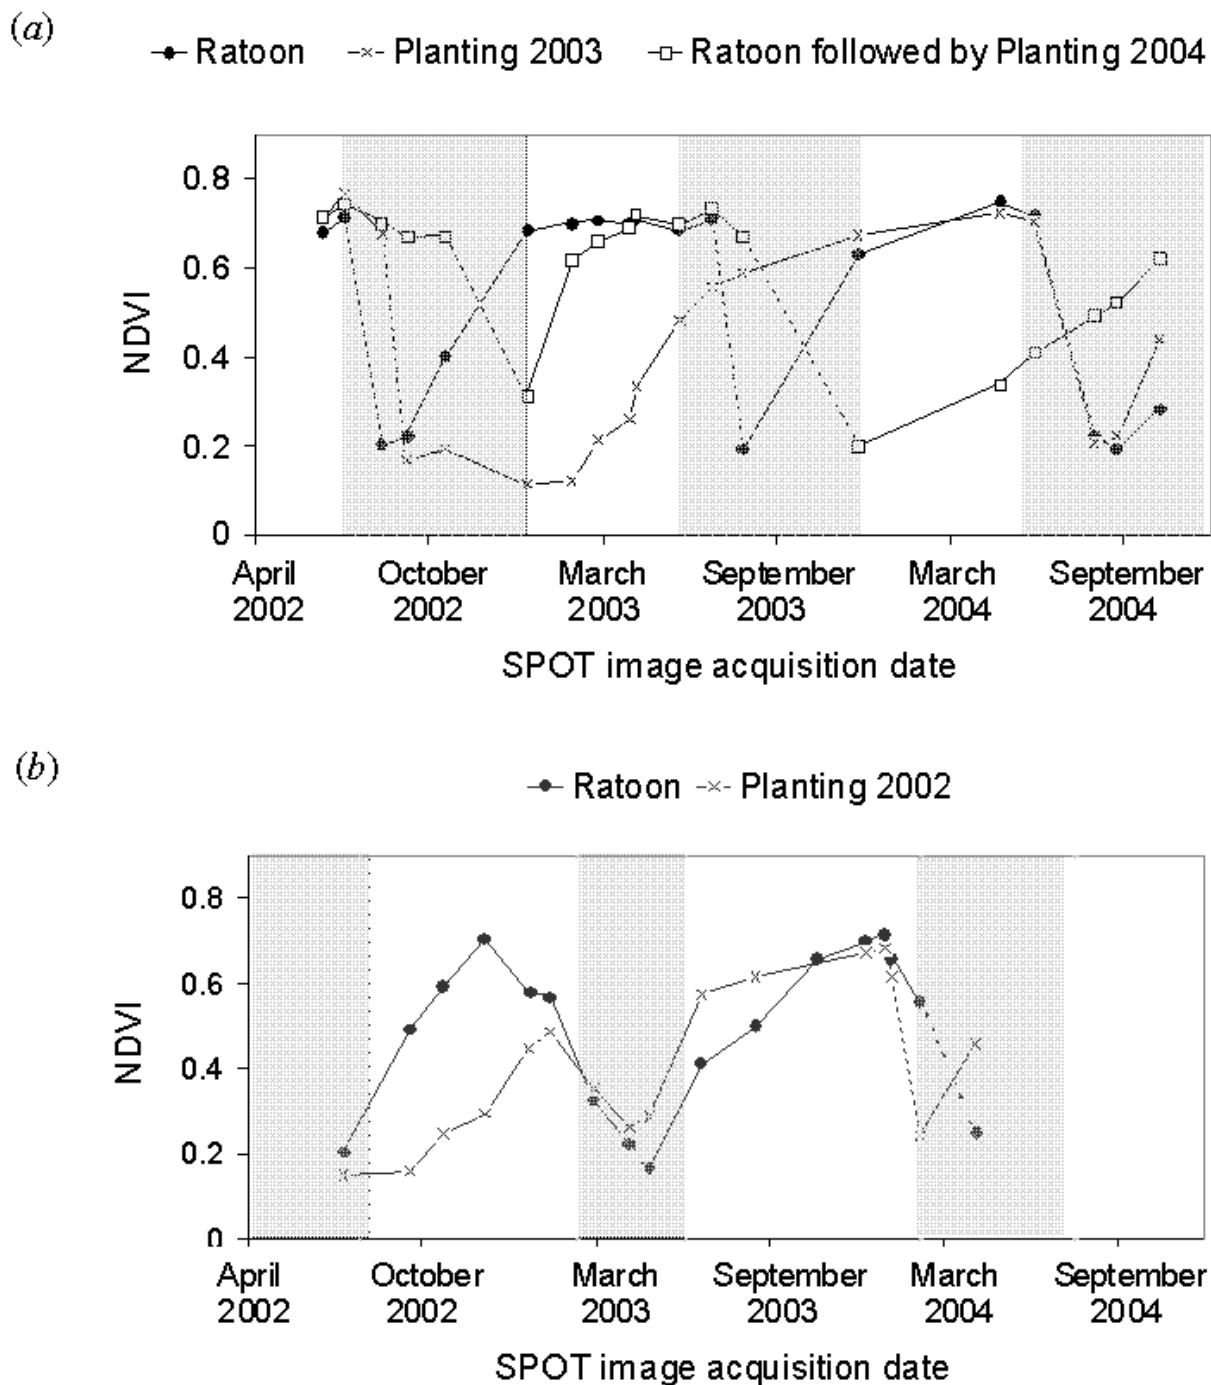 (a)
Ratoon Planting 2003 Ratoon followed by Planting 2004
0.8
0.6
0.4
0.2
0
NDVI
April 2002 October 2002 March 2003 September 2003 March 2004 September 2004
SPOT image acquisition date
(b)
Ratoon Planting 2002
0.8
0.6
0.4
0.2
0
NDVI
April 2002 October 2002 March 2003 September 2003 March 2004 September 2004
SPOT image acquisition date